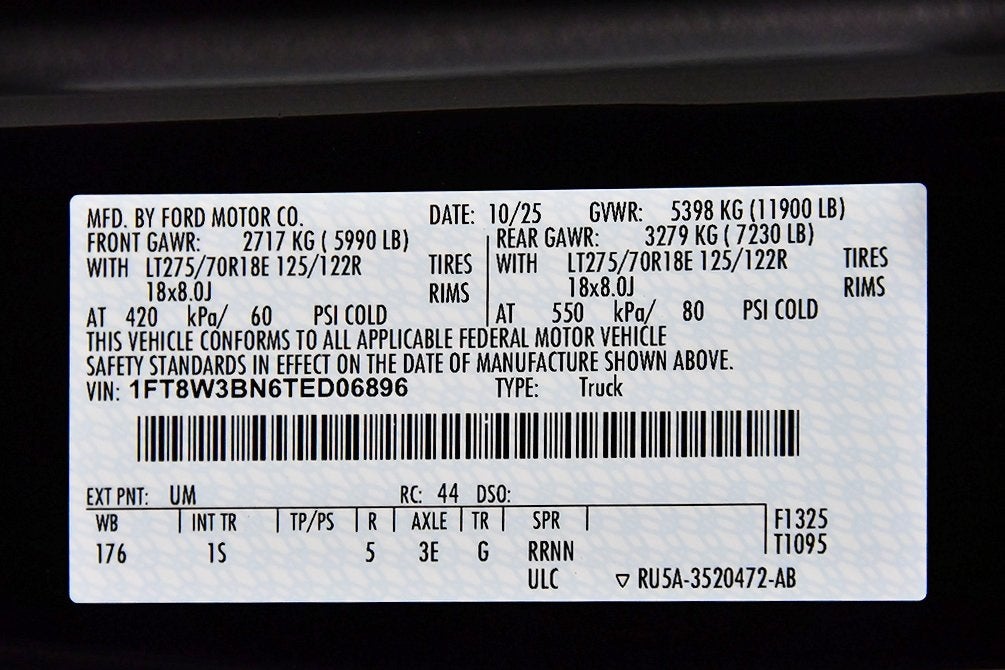 MFD. BY FORD MOTOR CO. DATE: 10/25 GVWR: 5398 KG (11900 LB)
FRONT GAWR: 2717 KG ( 5990 LB) REAR GAWR: 3279 KG ( 7230 LB)
WITH LT275/70R18E 125/122R TIRES WITH LT275/70R18E 125/122R TIRES
18x8.0J RIMS 18x8.0J RIMS
AT 420 kPa/ 60 PSI COLD AT 550 kPa/ 80 PSI COLD
THIS VEHICLE CONFORMS TO ALL APPLICABLE FEDERAL MOTOR VEHICLE
SAFETY STANDARDS IN EFFECT ON THE DATE OF MANUFACTURE SHOWN ABOVE.
VIN: 1FT8W3BN6TED06896 TYPE: Truck
EXT PNT: UM RC: 44 DSO:
WB INT TR TP/PS R AXLE TR SPR F1325
176 1S 5 3E G RRNN T1095
ULC ▽ RU5A-3520472-AB